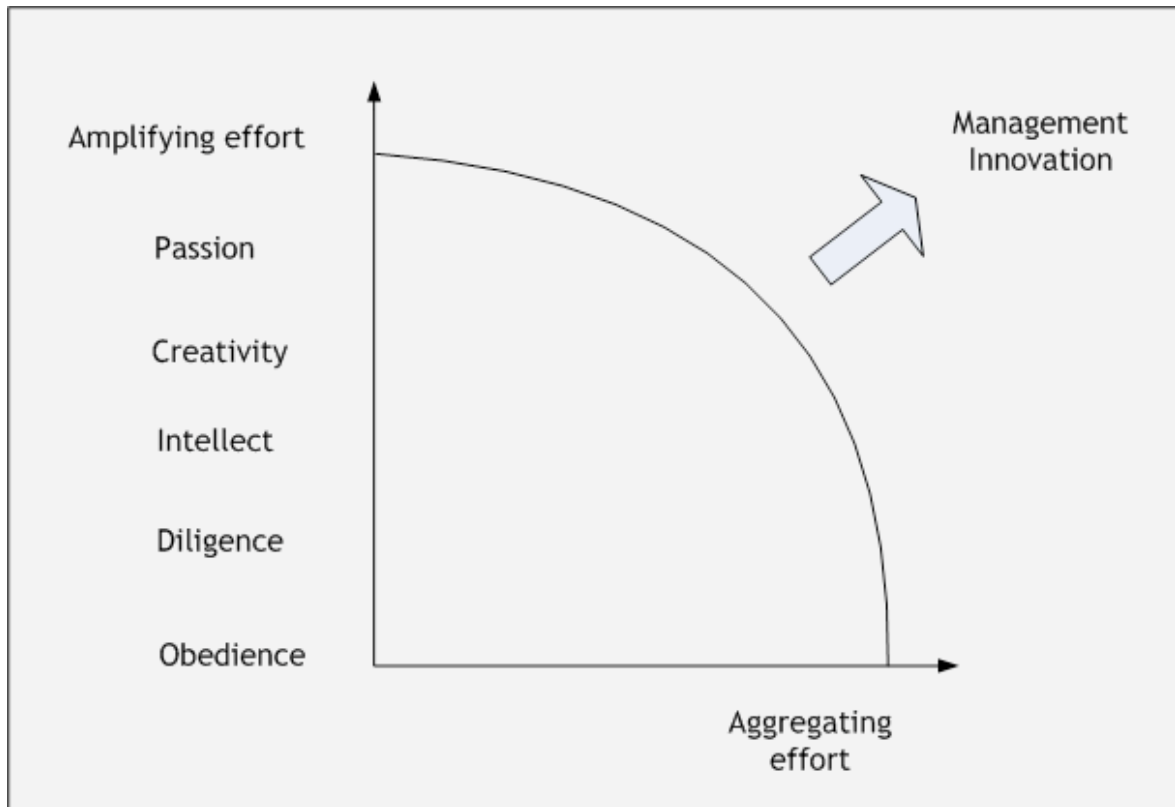 Amplifying effort
Management
Innovation
Passion
Creativity
Intellect
Diligence
Obedience
Aggregating
effort